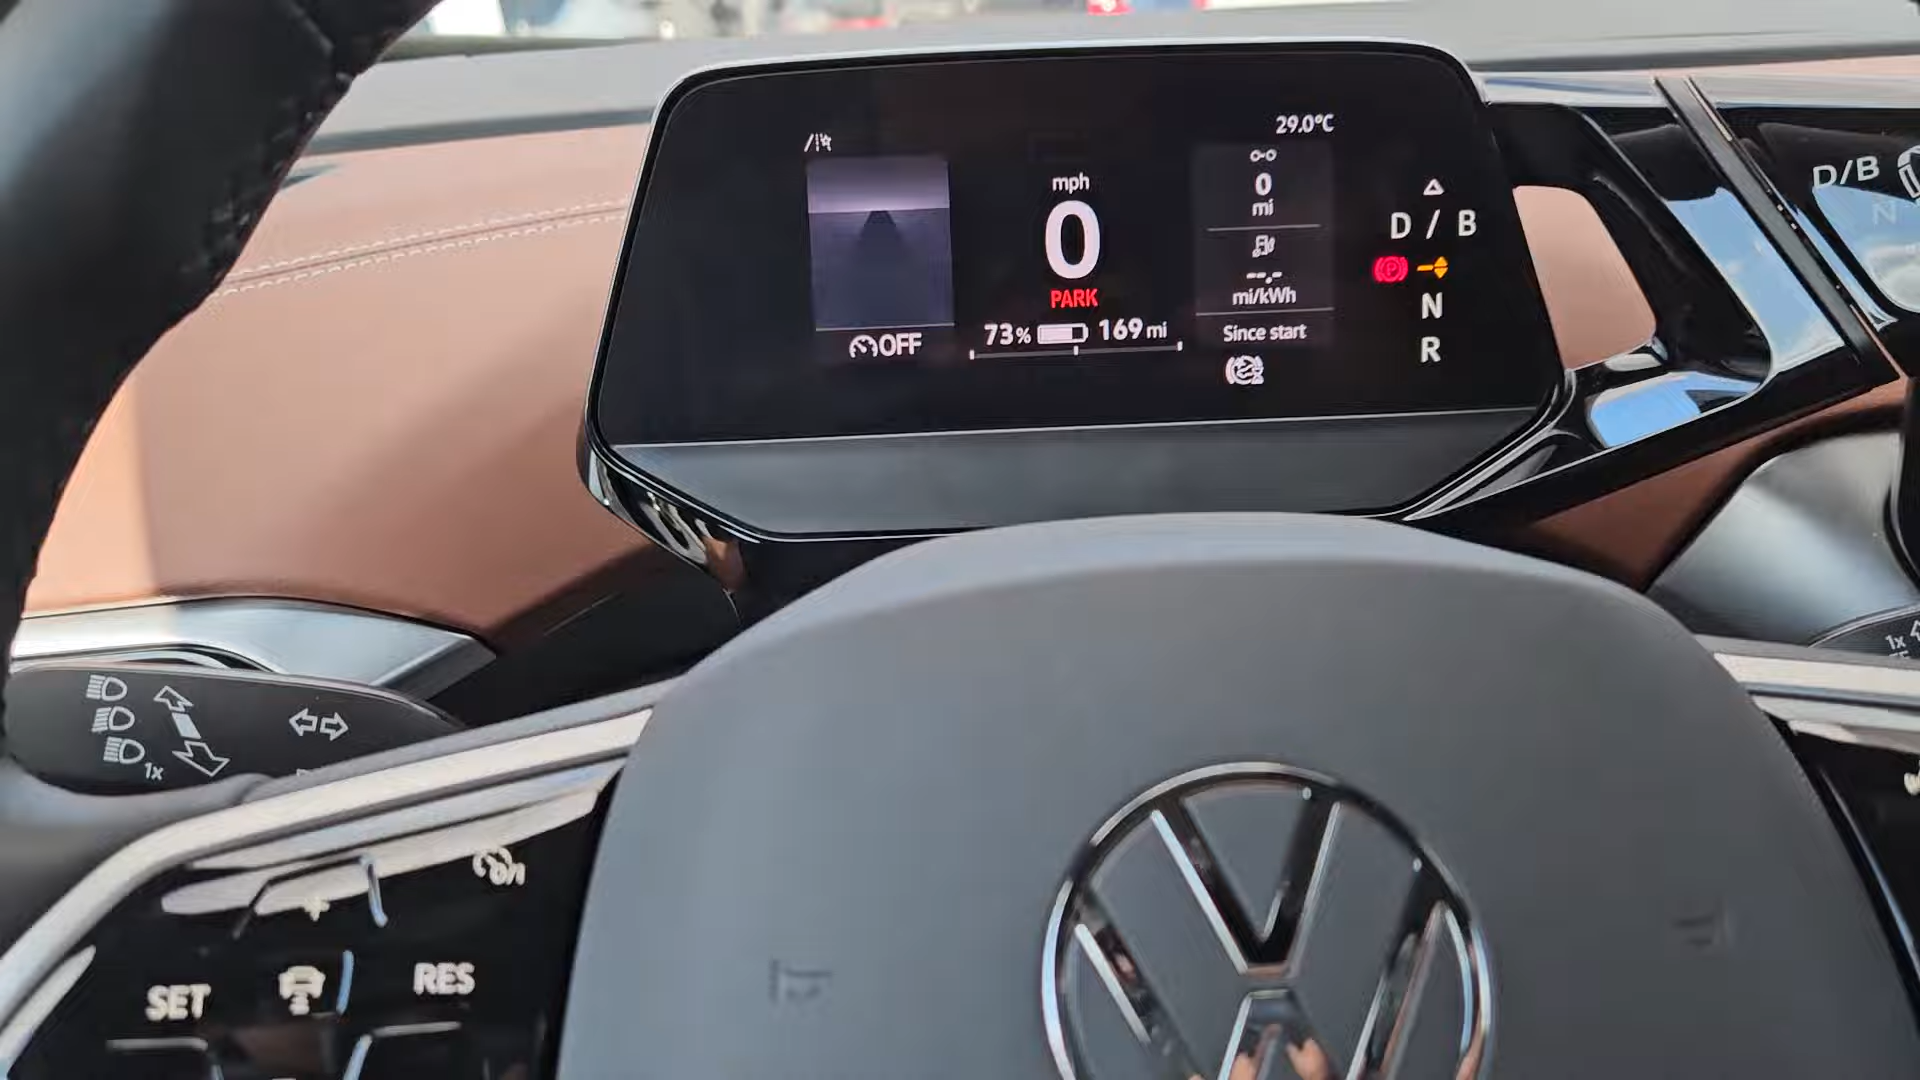 29.0°C
mph
0
PARK
73% 169 mi
OFF
0
mi
--.-
mi/kWh
Since start
D / B
P
N
R
D/B
N
1x
1x
SET
RES